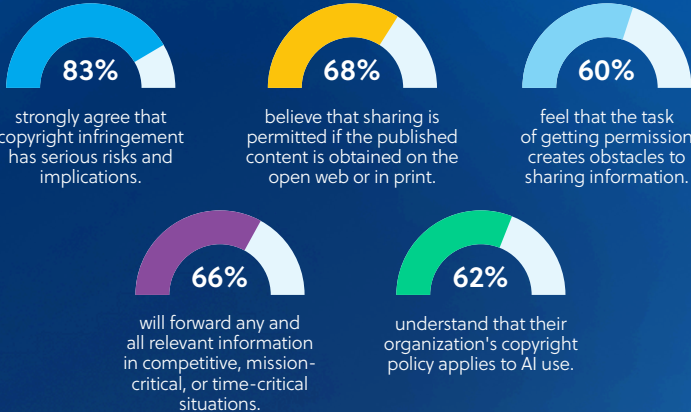 83%
strongly agree that
copyright infringement
has serious risks and
implications.
68%
believe that sharing is
permitted if the published
content is obtained on the
open web or in print.
60%
feel that the task
of getting permission
creates obstacles to
sharing information.
66%
will forward any and
all relevant information
in competitive, mission-
critical, or time-critical
situations.
62%
understand that their
organization's copyright
policy applies to AI use.